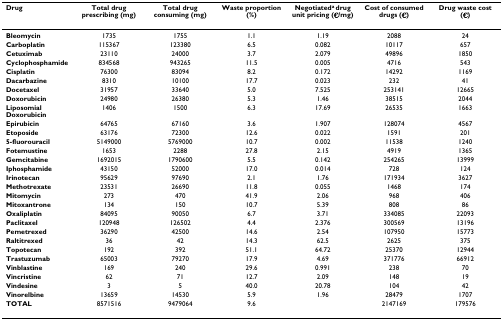 Drug Total drug prescribing (mg) Total drug consuming (mg) Waste proportion (%) Negotiatedª drug unit pricing (€/mg) Cost of consumed drugs (€) Drug waste cost (€)
Bleomycin 1735 1755 1.1 1.19 2088 24
Carboplatin 115367 123380 6.5 0.082 10117 657
Cetuximab 23110 24000 3.7 2.079 49896 1850
Cyclophosphamide 834568 943265 11.5 0.005 4716 543
Cisplatin 76300 83094 8.2 0.172 14292 1169
Dacarbazine 8310 10100 17.7 0.023 232 41
Docetaxel 31957 33640 5.0 7.525 253141 12665
Doxorubicin 24980 26380 5.3 1.46 38515 2044
Liposomial Doxorubicin 1406 1500 6.3 17.69 26535 1663
Epirubicin 64765 67160 3.6 1.907 128074 4567
Etoposide 63176 72300 12.6 0.022 1591 201
5-fluorouracil 5149000 5769000 10.7 0.002 11538 1240
Fotemustine 1653 2288 27.8 2.15 4919 1365
Gemcitabine 1692015 1790600 5.5 0.142 254265 13999
Iphosphamide 43150 52000 17.0 0.014 728 124
Irinotecan 95629 97690 2.1 1.76 171934 3627
Methotrexate 23531 26690 11.8 0.055 1468 174
Mitomycin 273 470 41.9 2.06 968 406
Mitoxantrone 134 150 10.7 5.39 808 86
Oxaliplatin 84095 90050 6.7 3.71 334085 22093
Paclitaxel 120948 126502 4.4 2.376 300569 13196
Pemetrexed 36290 42500 14.6 2.54 107950 15773
Raltitrexed 36 42 14.3 62.5 2625 375
Topotecan 192 392 51.1 64.72 25370 12944
Trastuzumab 65003 79270 17.9 4.69 371776 66912
Vinblastine 169 240 29.6 0.991 238 70
Vincristine 62 71 12.7 2.09 148 19
Vindesine 3 5 40.0 20.78 104 42
Vinorelbine 13659 14530 5.9 1.96 28479 1707
TOTAL 8571516 9479064 9.6 2147169 179576